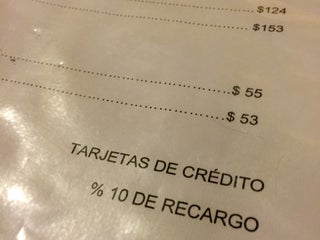 ........ $124
........ $153
................................ $ 55
................................ $ 53
TARJETAS DE CRÉDITO
% 10 DE RECARGO